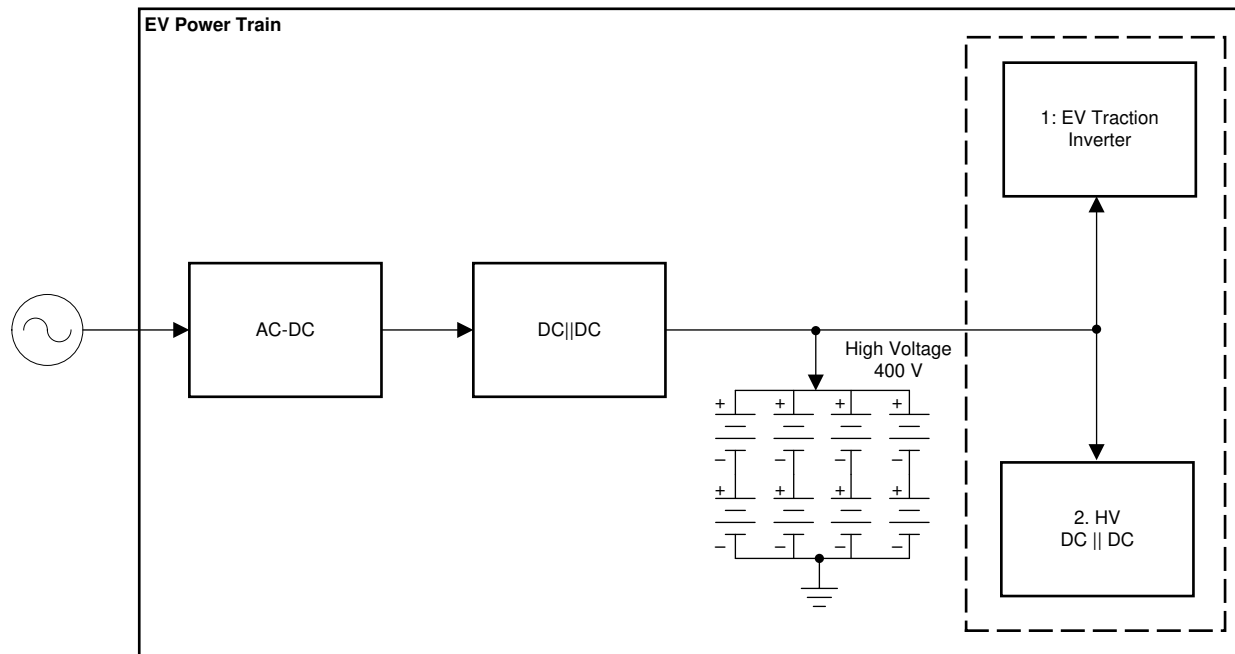 EV Power Train
1: EV Traction
Inverter
AC-DC
DC||DC
High Voltage
400 V
+ + + +
− − − −
+ + + +
− − − −
2. HV
DC || DC